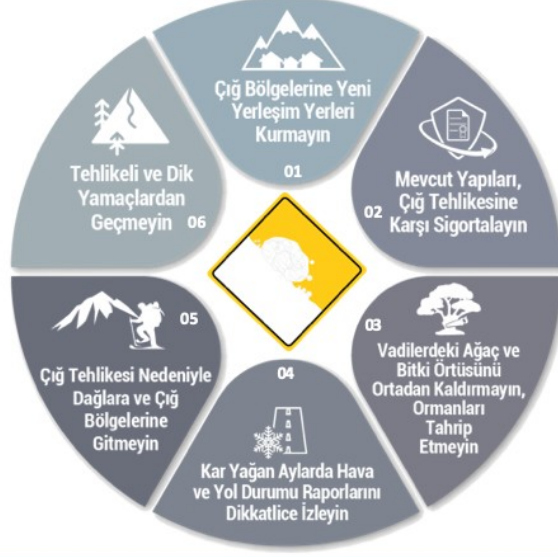 Çığ Bölgelerine Yeni
Yerleşim Yerleri
Kurmayın
01
Mevcut Yapıları,
Çığ Tehlikesine
Karşı Sigortalayın
02
03
Vadilerdeki Ağaç ve
Bitki Örtüsünü
Ortadan Kaldırmayın,
Ormanları
Tahrip
Etmeyin
04
Kar Yağan Aylarda Hava
ve Yol Durumu Raporlarını
Dikkatlice İzleyin
05
Çığ Tehlikesi Nedeniyle
Dağlara ve Çığ
Bölgelerine
Gitmeyin
Tehlikeli ve Dik
Yamaçlardan
Geçmeyin
06